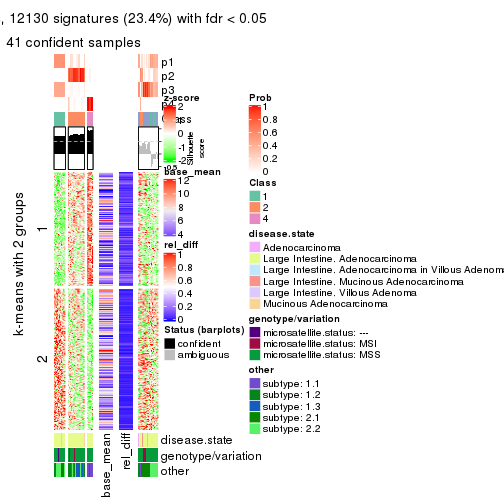 , 12130 signatures (23.4%) with fdr < 0.05
41 confident samples
p1
p2
p3
p4
Class
Silhouette
score
k-means with 2 groups
1
2
base_mean
rel_diff
disease.state
genotype/variation
other
z-score
2
1
0
-1
-2
base_mean
12
10
8
6
4
rel_diff
1
0.8
0.6
0.4
0.2
0
Status (barplots)
confident
ambiguous
Prob
1
0.8
0.6
0.4
0.2
0
Class
1
2
4
disease.state
Adenocarcinoma
Large Intestine. Adenocarcinoma
Large Intestine. Adenocarcinoma in Villous Adenom
Large Intestine. Mucinous Adenocarcinoma
Large Intestine. Villous Adenoma
Mucinous Adenocarcinoma
genotype/variation
microsatellite.status: ---
microsatellite.status: MSI
microsatellite.status: MSS
other
subtype: 1.1
subtype: 1.2
subtype: 1.3
subtype: 2.1
subtype: 2.2